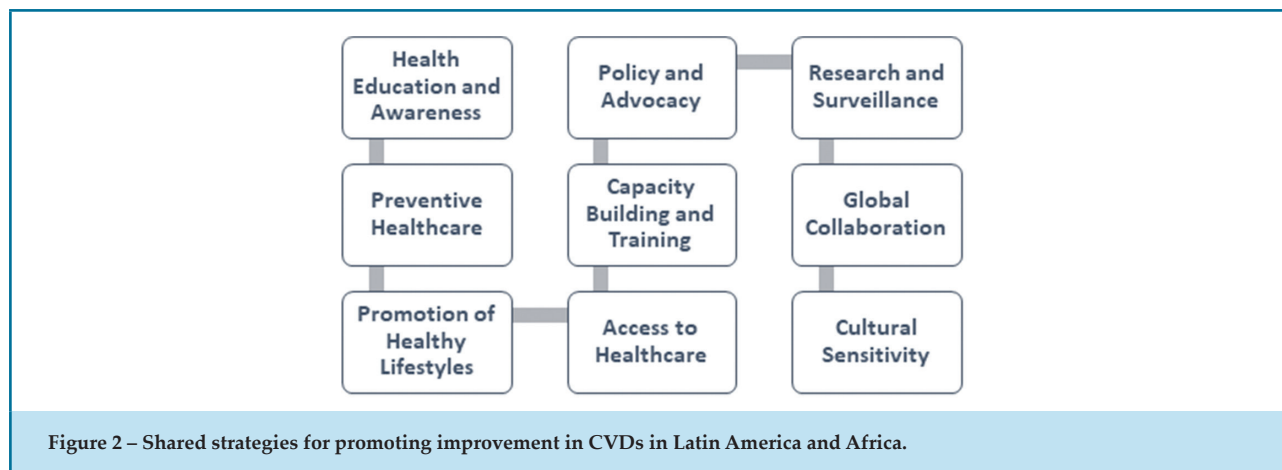 Health
Education and
Awareness
Preventive
Healthcare
Promotion of
Healthy
Lifestyles
Access to
Healthcare
Capacity
Building and
Training
Policy and
Advocacy
Research and
Surveillance
Global
Collaboration
Cultural
Sensitivity
Figure 2 – Shared strategies for promoting improvement in CVDs in Latin America and Africa.